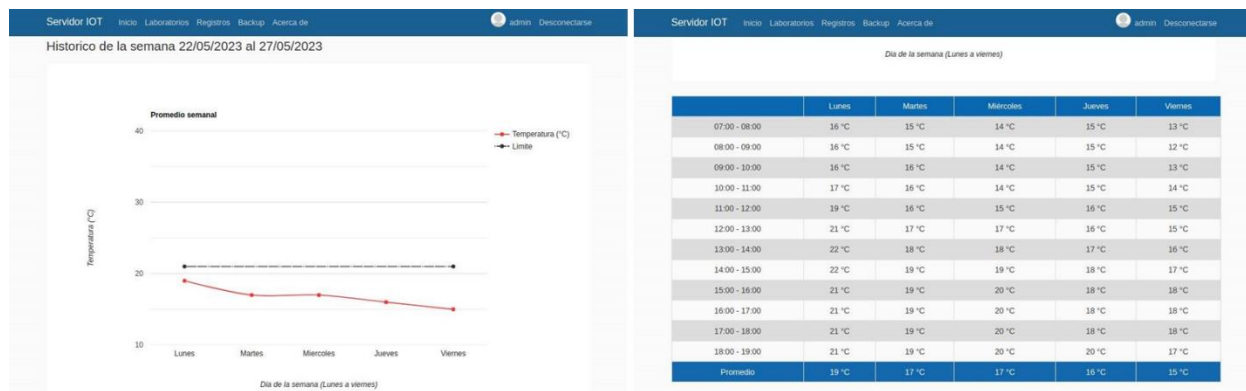 Servidor IOT Inicio Laboratorios Registros Backup Acerca de admin Desconectarse
Historico de la semana 22/05/2023 al 27/05/2023
Promedio semanal
Temperatura (°C)
Limite
40
30
20
10
Temperatura (°C)
Lunes Martes Miercoles Jueves Viernes
Dia de la semana (Lunes a viernes)
Servidor IOT Inicio Laboratorios Registros Backup Acerca de admin Desconectarse
Dia de la semana (Lunes a viernes)
Lunes Martes Miércoles Jueves Viernes
07:00 - 08:00 16 °C 15 °C 14 °C 15 °C 13 °C
08:00 - 09:00 16 °C 15 °C 14 °C 15 °C 12 °C
09:00 - 10:00 16 °C 16 °C 14 °C 15 °C 13 °C
10:00 - 11:00 17 °C 16 °C 14 °C 15 °C 14 °C
11:00 - 12:00 19 °C 16 °C 15 °C 16 °C 15 °C
12:00 - 13:00 21 °C 17 °C 17 °C 16 °C 15 °C
13:00 - 14:00 22 °C 18 °C 18 °C 17 °C 16 °C
14:00 - 15:00 22 °C 19 °C 19 °C 18 °C 17 °C
15:00 - 16:00 21 °C 19 °C 20 °C 18 °C 18 °C
16:00 - 17:00 21 °C 19 °C 20 °C 18 °C 18 °C
17:00 - 18:00 21 °C 19 °C 20 °C 18 °C 18 °C
18:00 - 19:00 21 °C 19 °C 20 °C 20 °C 17 °C
Promedio 19 °C 17 °C 17 °C 16 °C 15 °C